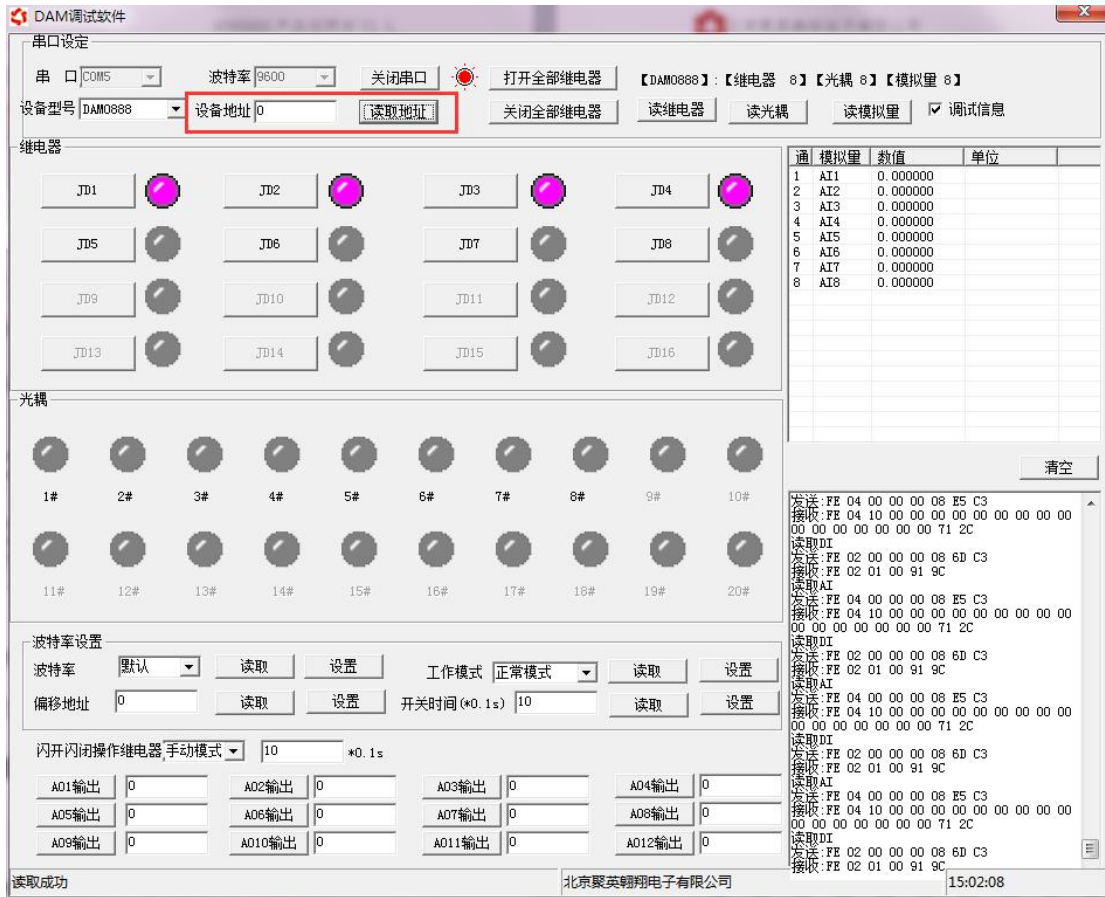 DAM调试软件
串口设定
串 口 COM5 波特率 9600 关闭串口 打开全部继电器 【DAM0888】:【继电器 8】【光耦 8】【模拟量 8】
设备型号 DAM0888 设备地址 0 读取地址 关闭全部继电器 读继电器 读光耦 读模拟量 调试信息
继电器
JD1 JD2 JD3 JD4
JD5 JD6 JD7 JD8
JD9 JD10 JD11 JD12
JD13 JD14 JD15 JD16
通 模拟量 数值 单位
1 AI1 0.000000
2 AI2 0.000000
3 AI3 0.000000
4 AI4 0.000000
5 AI5 0.000000
6 AI6 0.000000
7 AI7 0.000000
8 AI8 0.000000
光耦
1# 2# 3# 4# 5# 6# 7# 8# 9# 10#
11# 12# 13# 14# 15# 16# 17# 18# 19# 20#
清空
发送:FE 04 00 00 00 08 E5 C3
接收:FE 04 10 00 00 00 00 00 00 00 00 00
00 00 00 00 00 00 00 71 2C
读取DI
发送:FE 02 00 00 00 08 6D C3
接收:FE 02 01 00 91 9C
读取AI
发送:FE 04 00 00 00 08 E5 C3
接收:FE 04 10 00 00 00 00 00 00 00 00 00
00 00 00 00 00 00 00 71 2C
读取DI
发送:FE 02 00 00 00 08 6D C3
接收:FE 02 01 00 91 9C
读取AI
发送:FE 04 00 00 00 08 E5 C3
接收:FE 04 10 00 00 00 00 00 00 00 00 00
00 00 00 00 00 00 00 71 2C
读取DI
发送:FE 02 00 00 00 08 6D C3
接收:FE 02 01 00 91 9C
读取AI
发送:FE 04 00 00 00 08 E5 C3
接收:FE 04 10 00 00 00 00 00 00 00 00 00
00 00 00 00 00 00 00 71 2C
读取DI
发送:FE 02 00 00 00 08 6D C3
接收:FE 02 01 00 91 9C
波特率设置
波特率 默认 读取 设置 工作模式 正常模式 读取 设置
偏移地址 0 读取 设置 开关时间(*0.1s) 10 读取 设置
闪开闪闭操作继电器 手动模式 10 *0.1s
AO1输出 0 AO2输出 0 AO3输出 0 AO4输出 0
AO5输出 0 AO6输出 0 AO7输出 0 AO8输出 0
AO9输出 0 AO10输出 0 AO11输出 0 AO12输出 0
读取成功 北京聚英翱翔电子有限公司 15:02:08